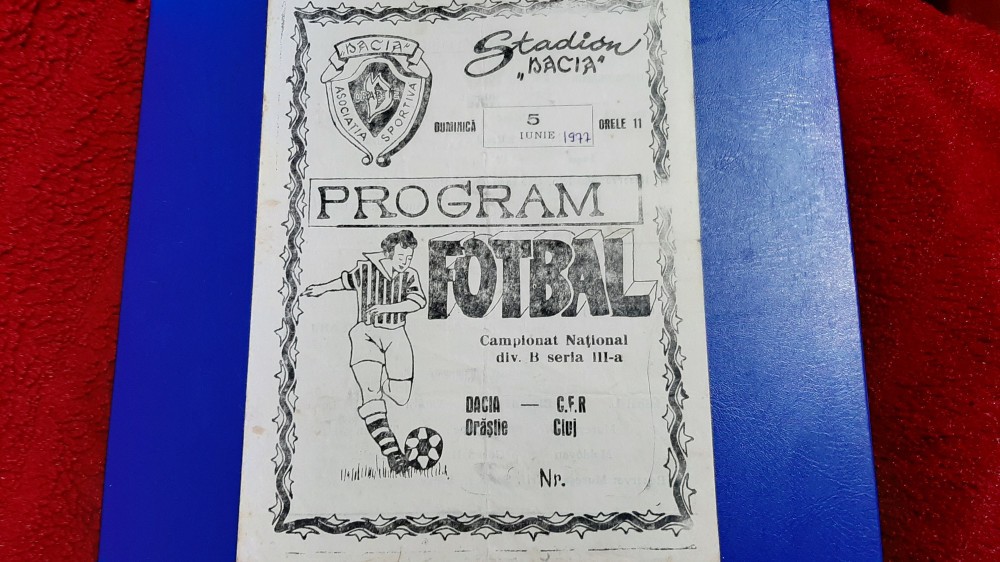 „DACIA“
ASOCIAȚIA SPORTIVA
Stadion
„DACIA“
DUMINICĂ
5
IUNIE 1977
ORELE 11
PROGRAM
FOTBAL
Campionat Național
div. B seria III-a
DACIA — C.F.R
Orăștie Cluj
Nr.